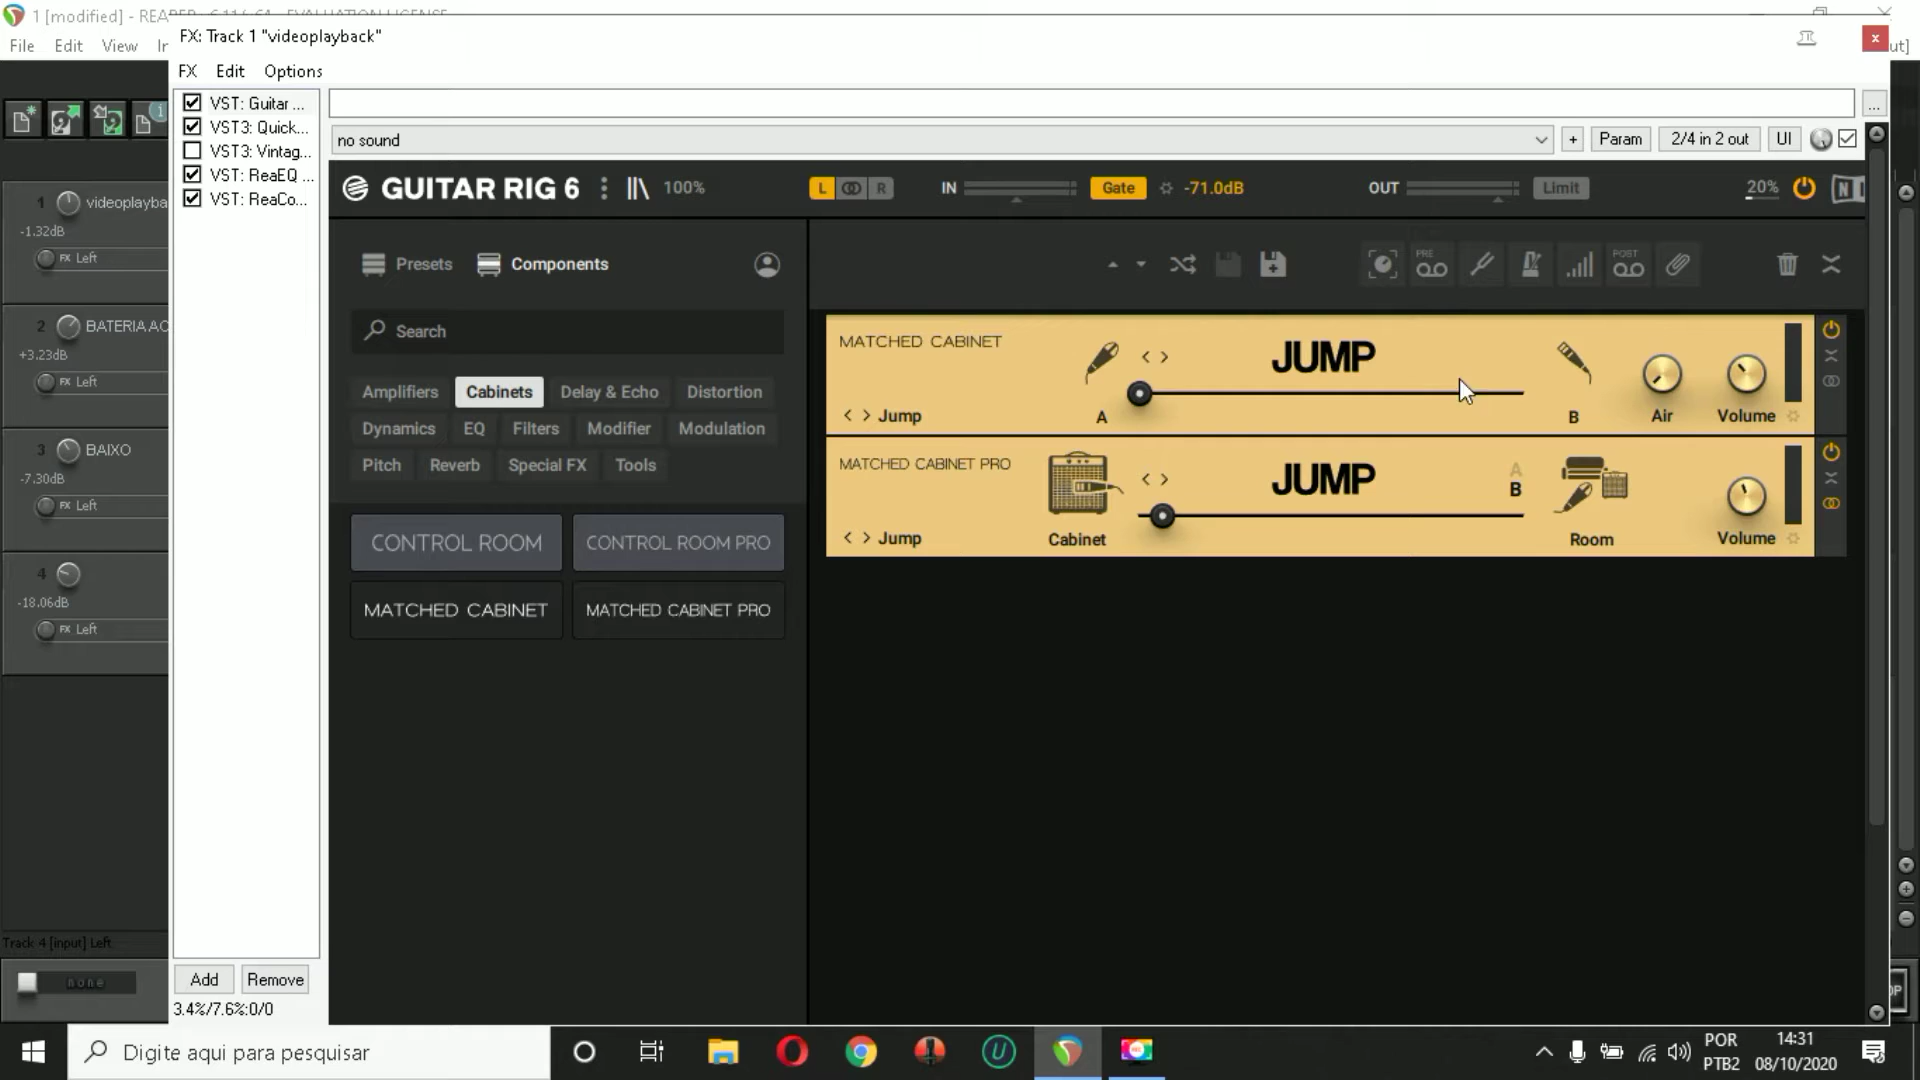 1 [modified] - REAPER v6.11
File Edit View
FX: Track 1 "videoplayback"
FX Edit Options
VST: Guitar ...
VST3: Quick...
VST3: Vintag...
VST: ReaEQ ...
VST: ReaCo...
...
no sound
+
Param
2/4 in 2 out
UI
GUITAR RIG 6
100%
L R
IN
Gate
-71.0dB
OUT
Limit
20%
Presets Components
Search
Amplifiers Cabinets Delay & Echo Distortion
Dynamics EQ Filters Modifier Modulation
Pitch Reverb Special FX Tools
CONTROL ROOM CONTROL ROOM PRO
MATCHED CABINET MATCHED CABINET PRO
PRE
POST
MATCHED CABINET
JUMP
Jump
A
B
Air
Volume
MATCHED CABINET PRO
JUMP
A
B
Jump
Cabinet
Room
Volume
1 videoplayba
-1.32dB
FX Left
2 BATERIA AC
+3.23dB
FX Left
3 BAIXO
-7.30dB
FX Left
4
-18.06dB
FX Left
Track 4 [input] Left
none
Add Remove
3.4%/7.6%:0/0
Digite aqui para pesquisar
POR
PTB2
14:31
08/10/2020